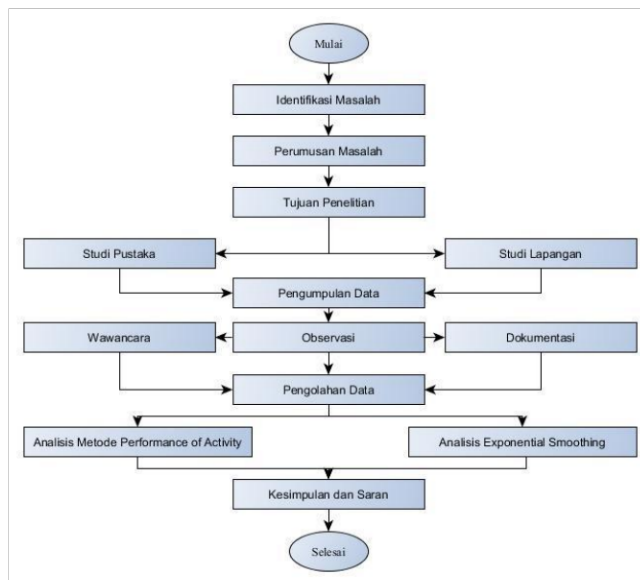 Mulai
Identifikasi Masalah
Perumusan Masalah
Tujuan Penelitian
Studi Pustaka
Studi Lapangan
Pengumpulan Data
Wawancara
Observasi
Dokumentasi
Pengolahan Data
Analisis Metode Performance of Activity
Analisis Exponential Smoothing
Kesimpulan dan Saran
Selesai